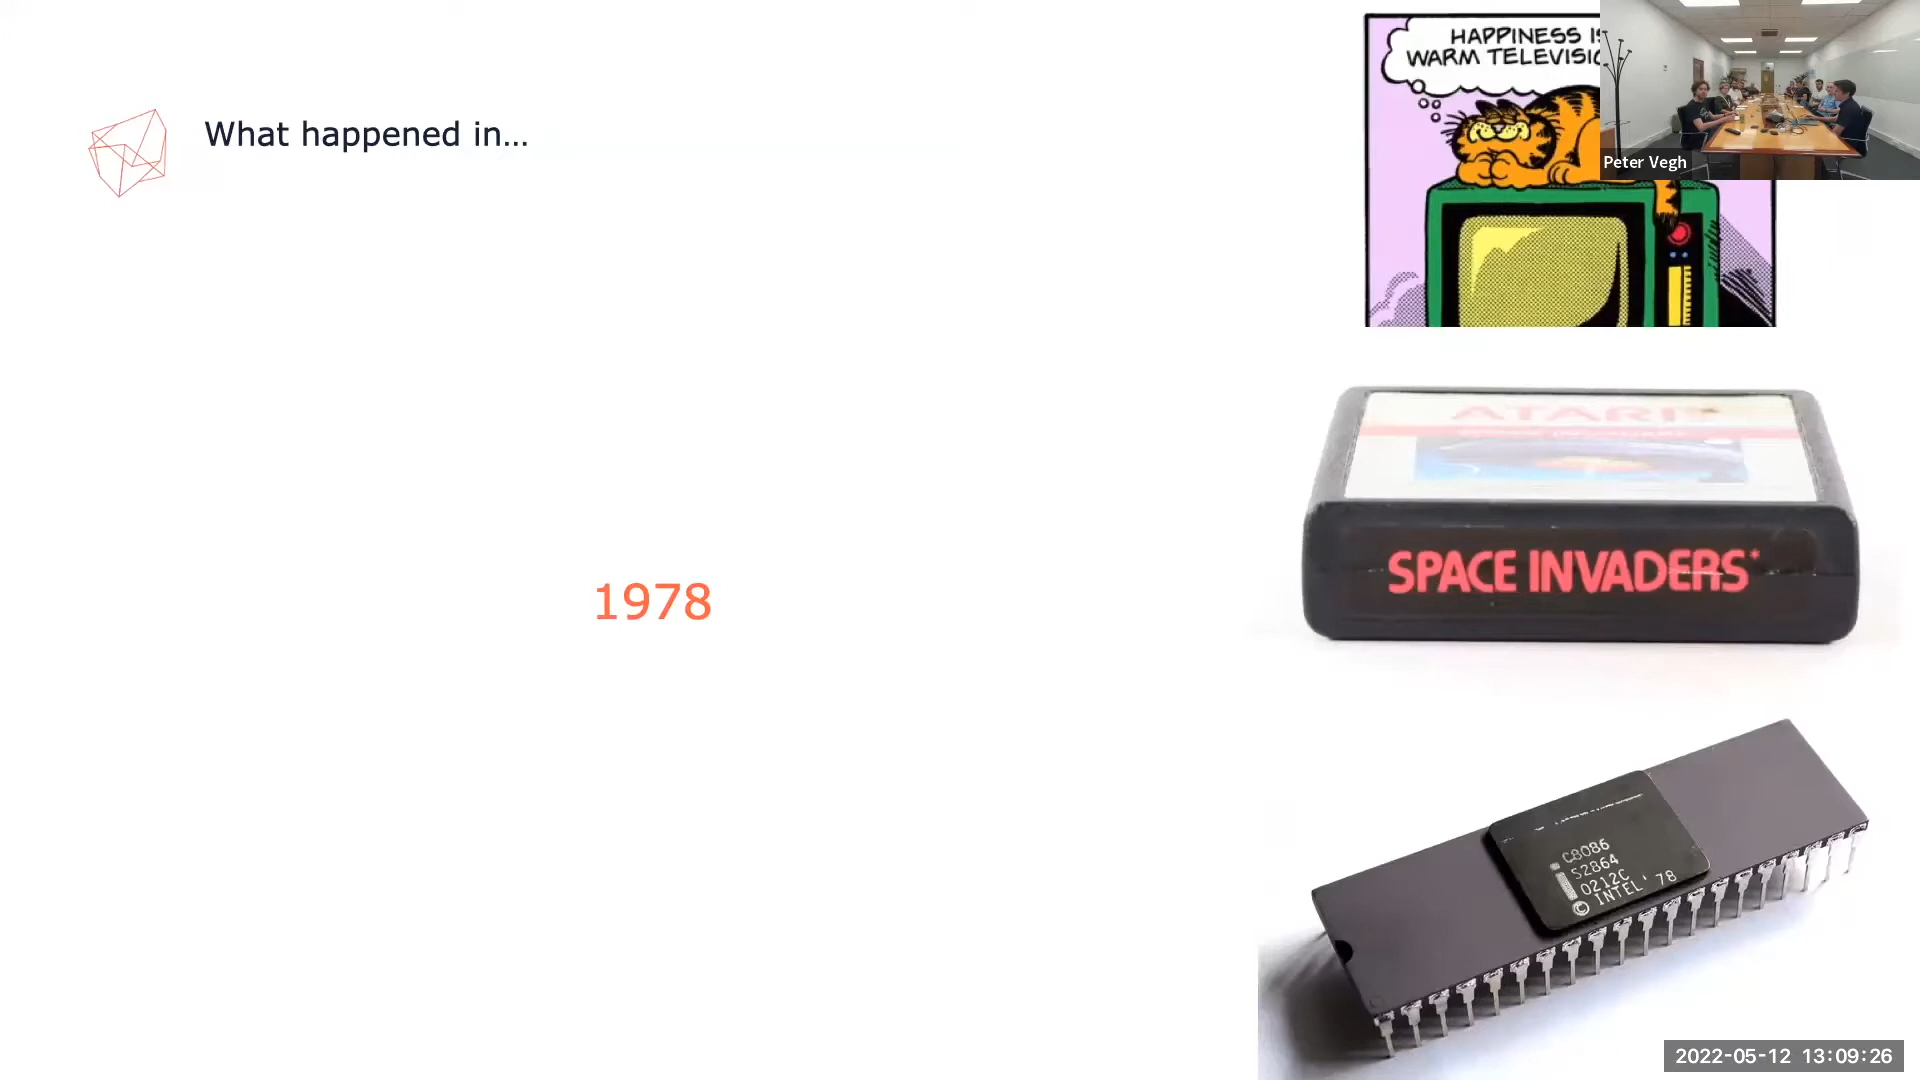 What happened in...
1978
HAPPINESS IS
WARM TELEVISIO
Peter Vegh
ATARI
SPACE INVADERS*
C8086
S2864
0212C
© INTEL '78
2022-05-12 13:09:26